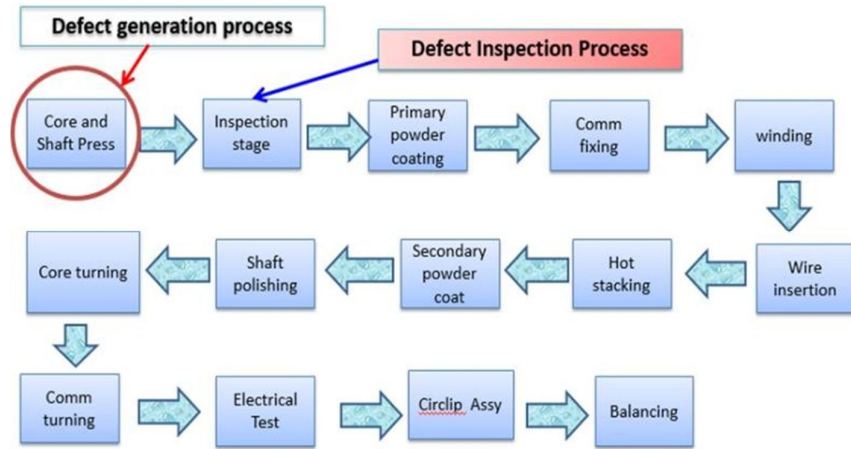 Defect generation process
Defect Inspection Process
Core and
Shaft Press
Inspection
stage
Primary
powder
coating
Comm
fixing
winding
Wire
insertion
Hot
stacking
Secondary
powder
coat
Shaft
polishing
Core turning
Comm
turning
Electrical
Test
Circlip Assy
Balancing